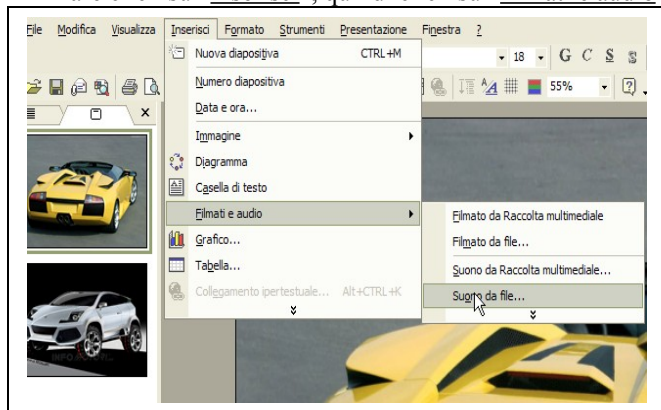 File Modifica Visualizza Inserisci Formato Strumenti Presentazione Finestra ?
Nuova diapositiva CTRL+M
18 G C S S
Numero diapositiva
55%
Data e ora...
Immagine
Diagramma
Casella di testo
Filmati e audio
Filmato da Raccolta multimediale
Grafico...
Filmato da file...
Tabella...
Suono da Raccolta multimediale...
Collegamento ipertestuale... Alt+CTRL+K
Suono da file...